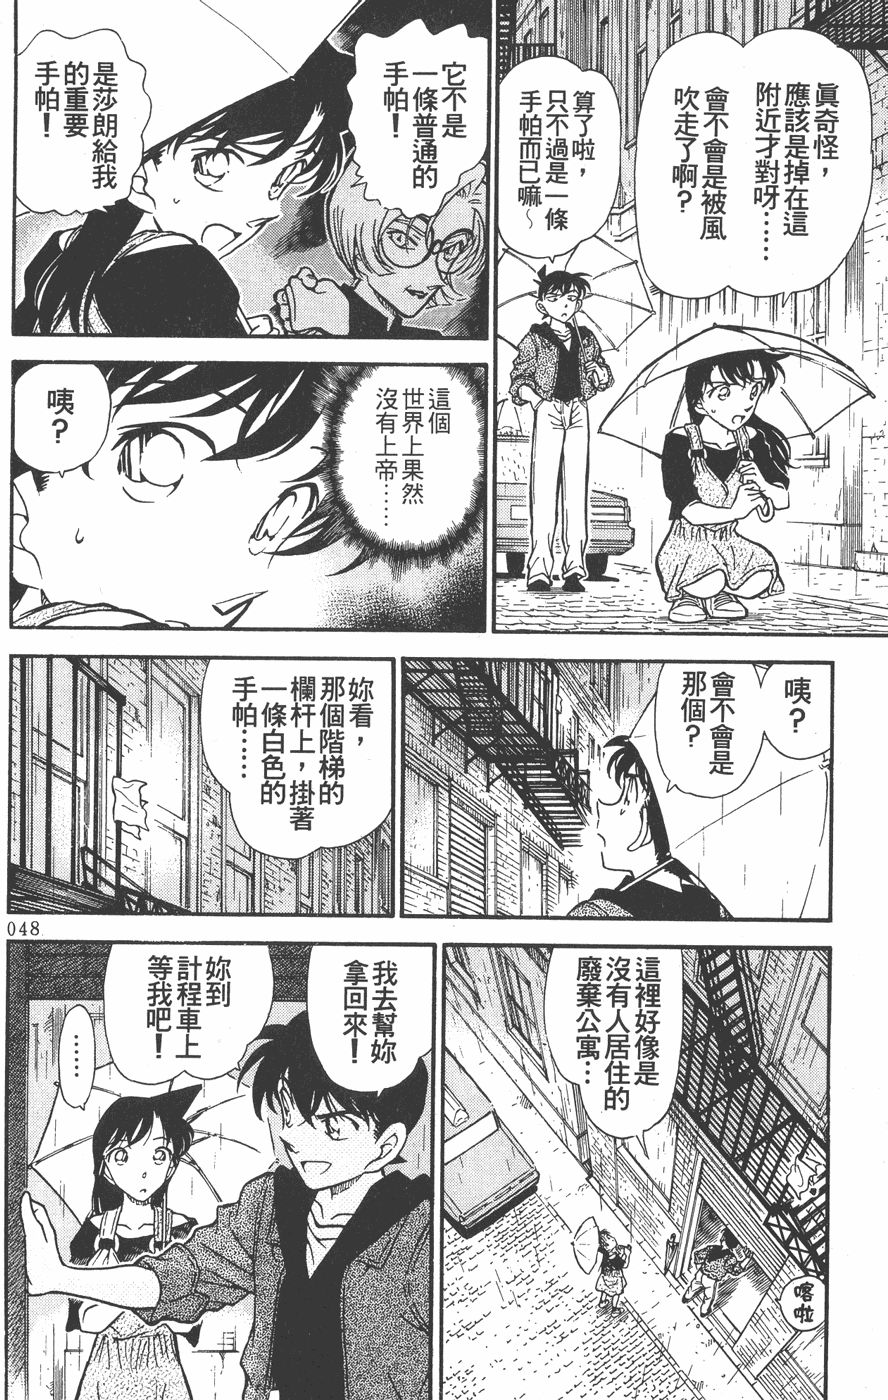 眞奇怪，
應該是掉在這
附近才對呀……
會不會是被風
吹走了啊？
算了啦，
只不過是一條
手帕而已嘛~
它不是
一條普通的
手帕！
是莎朗給我
的重要
手帕！
這個
世界上果然
沒有上帝……
咦？
咦？
會不會是
那個？
妳看，
那個階梯的
欄杆上，掛著
一條白色的
手帕……
這裡好像是
沒有人居住的
廢棄公寓…
喀啦
我去幫妳
拿回來！
妳到
計程車上
等我吧！
……
048